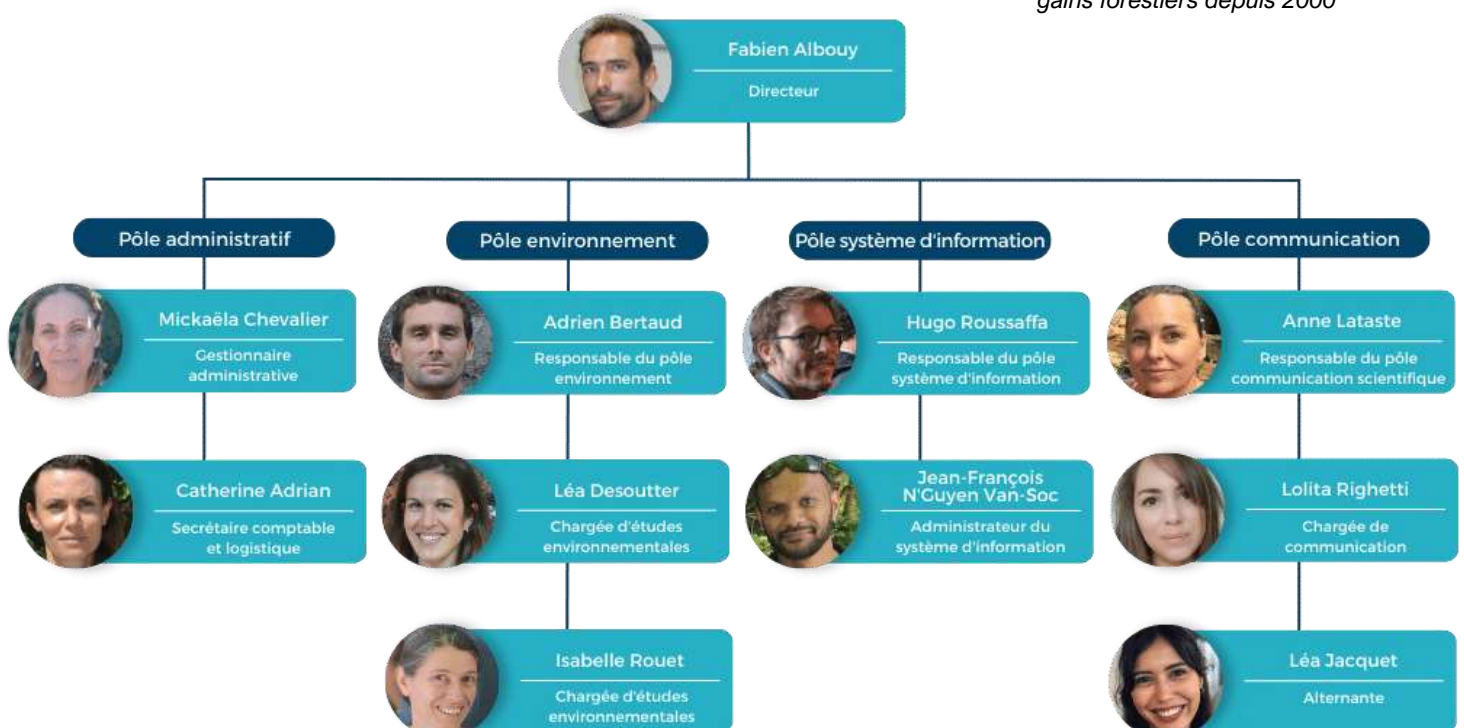 gains forestiers depuis 2000
Fabien Albouy
Directeur
Pôle administratif
Mickaëla Chevalier
Gestionnaire
administrative
Catherine Adrian
Secrétaire comptable
et logistique
Pôle environnement
Adrien Bertaud
Responsable du pôle
environnement
Léa Desoutter
Chargée d'études
environnementales
Isabelle Rouet
Chargée d'études
environnementales
Pôle système d'information
Hugo Roussaffa
Responsable du pôle
système d'information
Jean-François
N'Guyen Van-Soc
Administrateur du
système d'information
Pôle communication
Anne Lataste
Responsable du pôle
communication scientifique
Lolita Righetti
Chargée de
communication
Léa Jacquet
Alternante